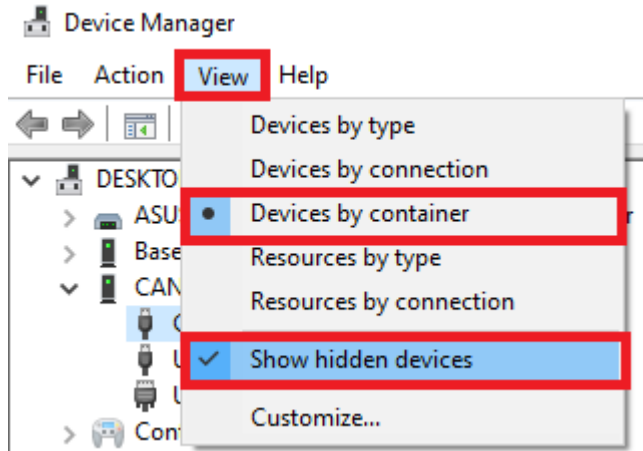 Device Manager
File Action View Help
Devices by type
Devices by connection
Devices by container
Resources by type
Resources by connection
Show hidden devices
Customize...
DESKTO
ASU
Base
CAN
Con